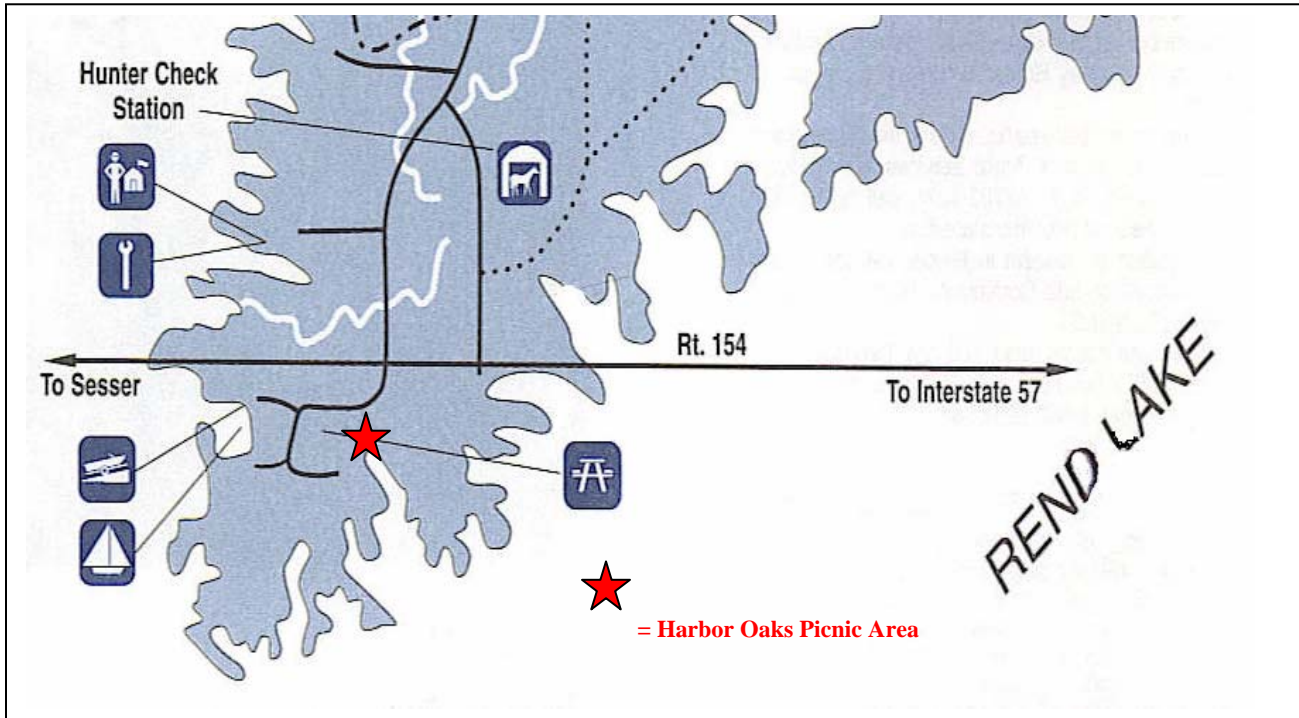 Hunter Check
Station
Rt. 154
To Sesser
To Interstate 57
REND LAKE
= Harbor Oaks Picnic Area